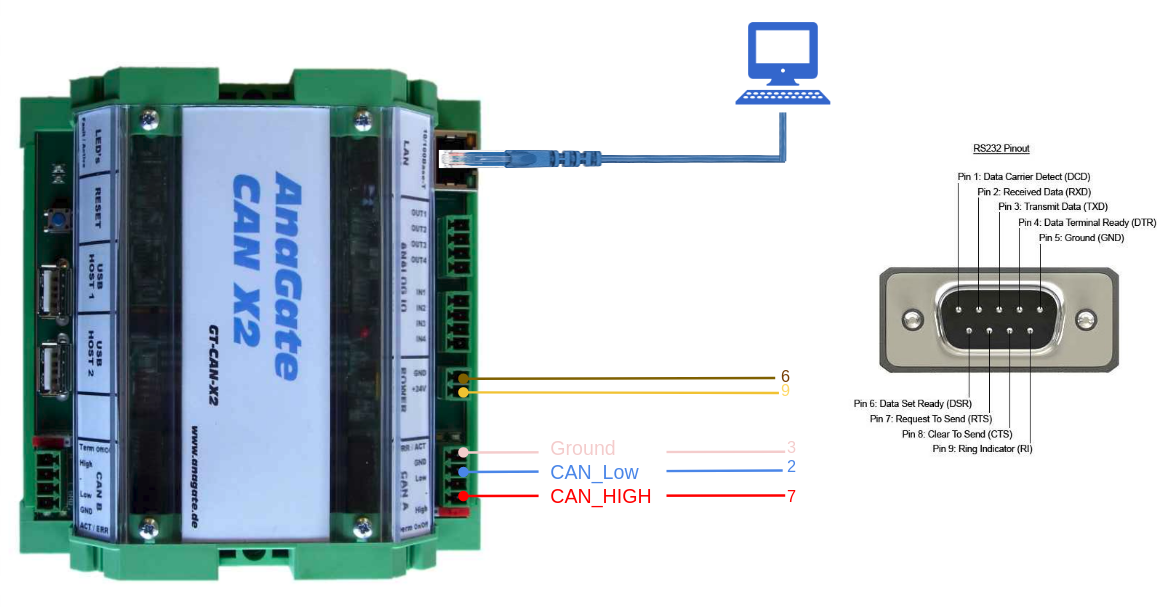 LED's
Fault / Active
RESET
USB
HOST 1
USB
HOST 2
Term on/off
High
-
Low
GND
CAN B
ACT / ERR
AnaGate
CAN X2
GT-CAN-X2
www.anagate.de
10/100Base-T
LAN
OUT1
OUT2
OUT3
OUT4
ANALOG IN
IN1
IN2
IN3
IN4
GND
+24V
POWER
ERR / ACT
GND
Low
-
High
CAN A
Term on/off
6
9
Ground 3
CAN_Low 2
CAN_HIGH 7
RS232 Pinout
Pin 1: Data Carrier Detect (DCD)
Pin 2: Received Data (RXD)
Pin 3: Transmit Data (TXD)
Pin 4: Data Terminal Ready (DTR)
Pin 5: Ground (GND)
Pin 6: Data Set Ready (DSR)
Pin 7: Request To Send (RTS)
Pin 8: Clear To Send (CTS)
Pin 9: Ring Indicator (RI)